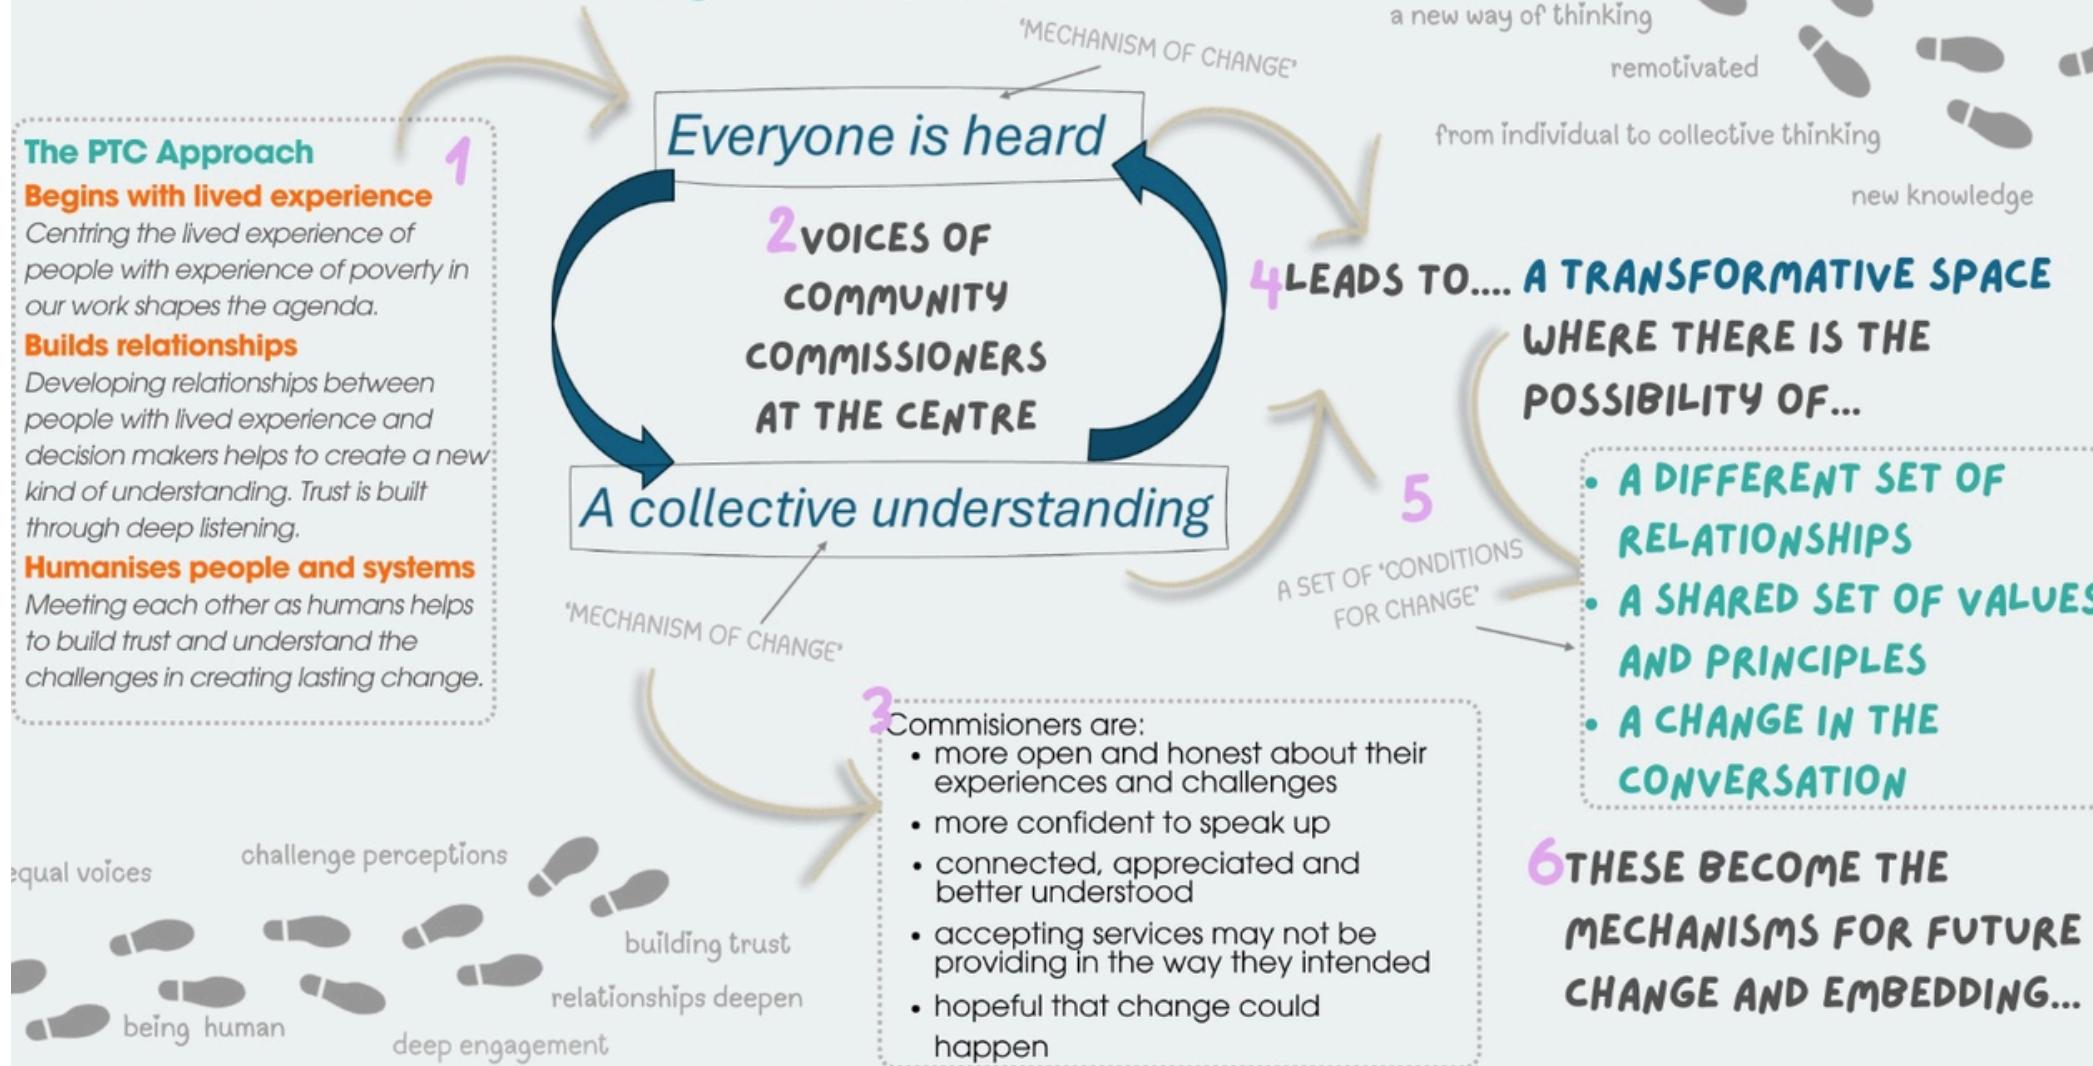 'MECHANISM OF CHANGE'
a new way of thinking
remotivated
from individual to collective thinking
new knowledge
The PTC Approach
1
Begins with lived experience
Centring the lived experience of
people with experience of poverty in
our work shapes the agenda.
Builds relationships
Developing relationships between
people with lived experience and
decision makers helps to create a new
kind of understanding. Trust is built
through deep listening.
Humanises people and systems
Meeting each other as humans helps
to build trust and understand the
challenges in creating lasting change.
Everyone is heard
2 VOICES OF
COMMUNITY
COMMISSIONERS
AT THE CENTRE
A collective understanding
'MECHANISM OF CHANGE'
3
Commisioners are:
• more open and honest about their
experiences and challenges
• more confident to speak up
• connected, appreciated and
better understood
• accepting services may not be
providing in the way they intended
• hopeful that change could
happen
4 LEADS TO.... A TRANSFORMATIVE SPACE
WHERE THERE IS THE
POSSIBILITY OF...
5
A SET OF 'CONDITIONS
FOR CHANGE'
• A DIFFERENT SET OF
RELATIONSHIPS
• A SHARED SET OF VALUES
AND PRINCIPLES
• A CHANGE IN THE
CONVERSATION
6 THESE BECOME THE
MECHANISMS FOR FUTURE
CHANGE AND EMBEDDING...
equal voices
challenge perceptions
building trust
relationships deepen
being human
deep engagement